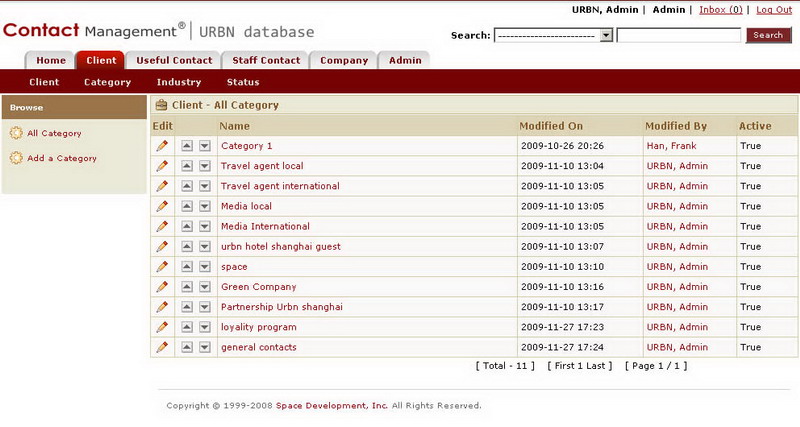 URBN, Admin | Admin | Inbox (0) | Log Out
Contact Management® | URBN database
Search: ------------------------ Search
Home Client Useful Contact Staff Contact Company Admin
Client Category Industry Status
Browse
All Category
Add a Category
Client - All Category
Edit Name Modified On Modified By Active
Category 1 2009-10-26 20:26 Han, Frank True
Travel agent local 2009-11-10 13:04 URBN, Admin True
Travel agent international 2009-11-10 13:05 URBN, Admin True
Media local 2009-11-10 13:05 URBN, Admin True
Media International 2009-11-10 13:05 URBN, Admin True
urbn hotel shanghai guest 2009-11-10 13:07 URBN, Admin True
space 2009-11-10 13:10 URBN, Admin True
Green Company 2009-11-10 13:16 URBN, Admin True
Partnership Urbn shanghai 2009-11-10 13:17 URBN, Admin True
loyality program 2009-11-27 17:23 URBN, Admin True
general contacts 2009-11-27 17:24 URBN, Admin True
[ Total - 11 ] [ First 1 Last ] [ Page 1 / 1 ]
Copyright © 1999-2008 Space Development, Inc. All Rights Reserved.